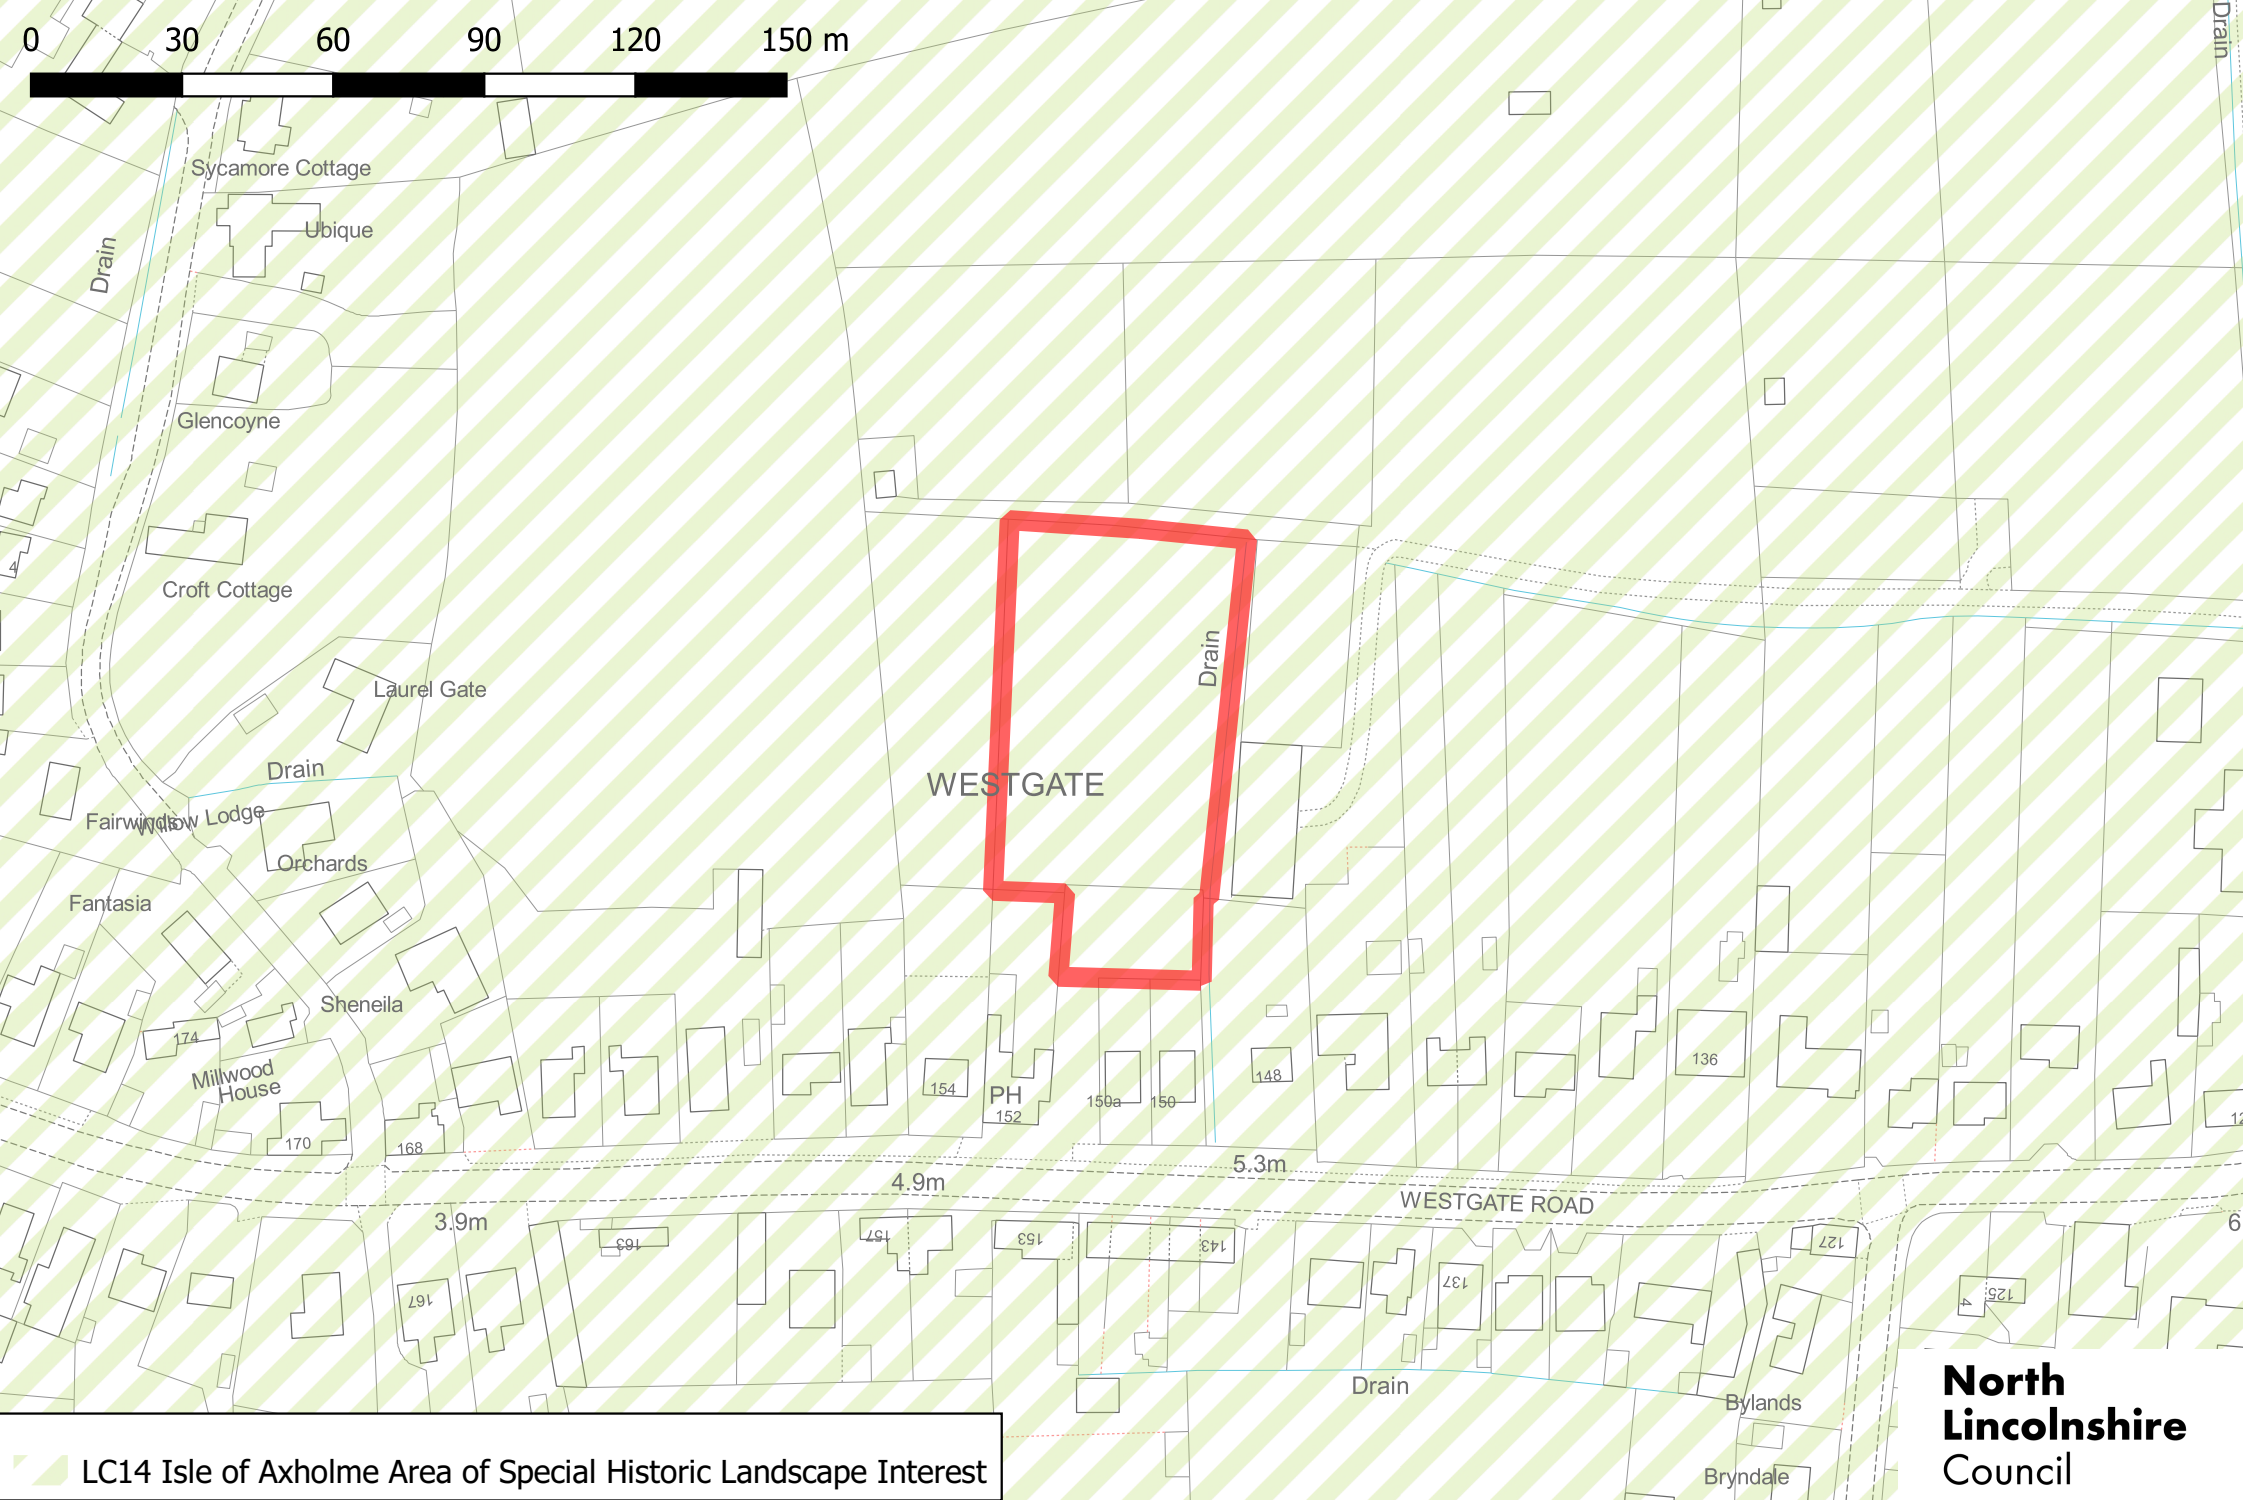 0 30 60 90 120 150 m
Drain
Sycamore Cottage
Ubique
Drain
Glencoyne
4
Croft Cottage
Drain
Laurel Gate
WESTGATE
Drain
Fairwinds
Willow Lodge
Orchards
Fantasia
Sheneila
174
Millwood
House
154
PH
152
150a
150
148
136
170
168
5.3m
4.9m
WESTGATE ROAD
3.9m
163
157
153
143
127
137
167
125
4
Drain
Bylands
Bryndale
LC14 Isle of Axholme Area of Special Historic Landscape Interest
North
Lincolnshire
Council